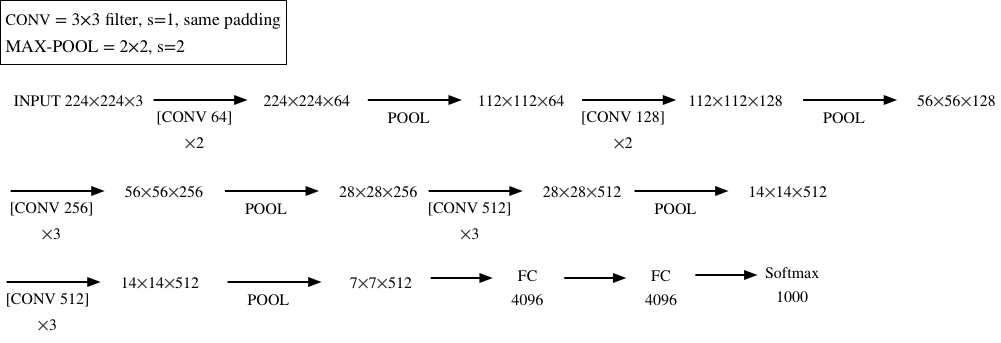 CONV = 3×3 filter, s=1, same padding
MAX-POOL = 2×2, s=2
INPUT 224×224×3
[CONV 64]
×2
224×224×64
POOL
112×112×64
[CONV 128]
×2
112×112×128
POOL
56×56×128
[CONV 256]
×3
56×56×256
POOL
28×28×256
[CONV 512]
×3
28×28×512
POOL
14×14×512
[CONV 512]
×3
14×14×512
POOL
7×7×512
FC
4096
FC
4096
Softmax
1000